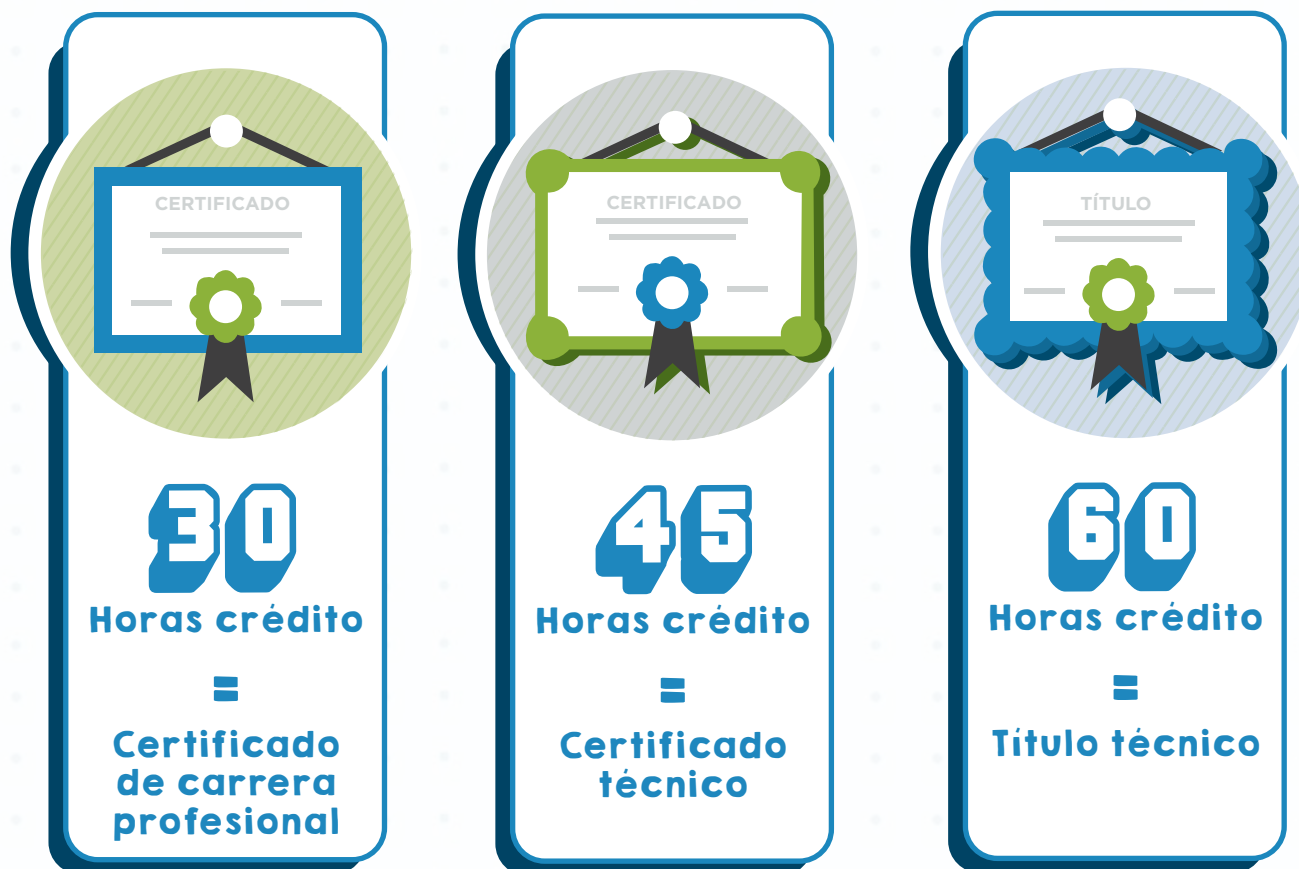 CERTIFICADO
30
Horas crédito
=
Certificado
de carrera
profesional
CERTIFICADO
45
Horas crédito
=
Certificado
técnico
TÍTULO
60
Horas crédito
=
Título técnico